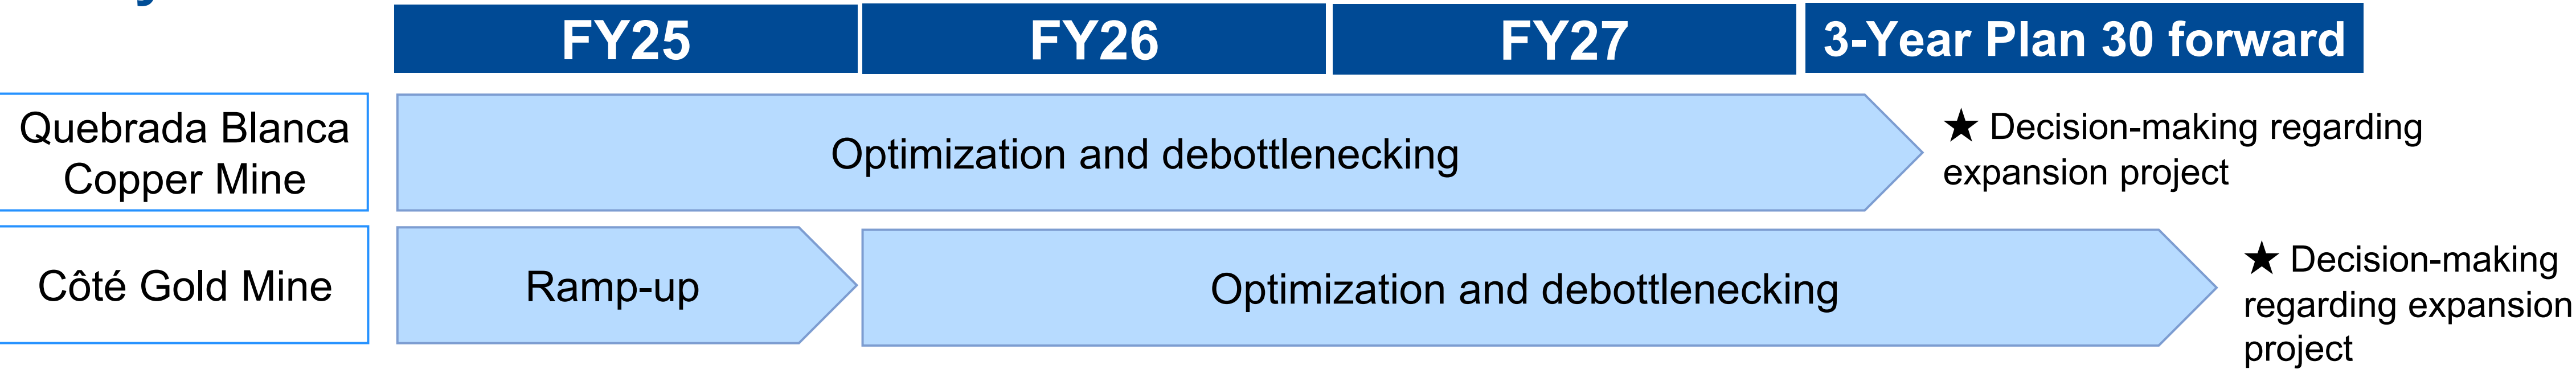 FY25 FY26 FY27 3-Year Plan 30 forward
Quebrada Blanca
Copper Mine
Optimization and debottlenecking
★ Decision-making regarding
expansion project
Côté Gold Mine
Ramp-up
Optimization and debottlenecking
★ Decision-making
regarding expansion
project